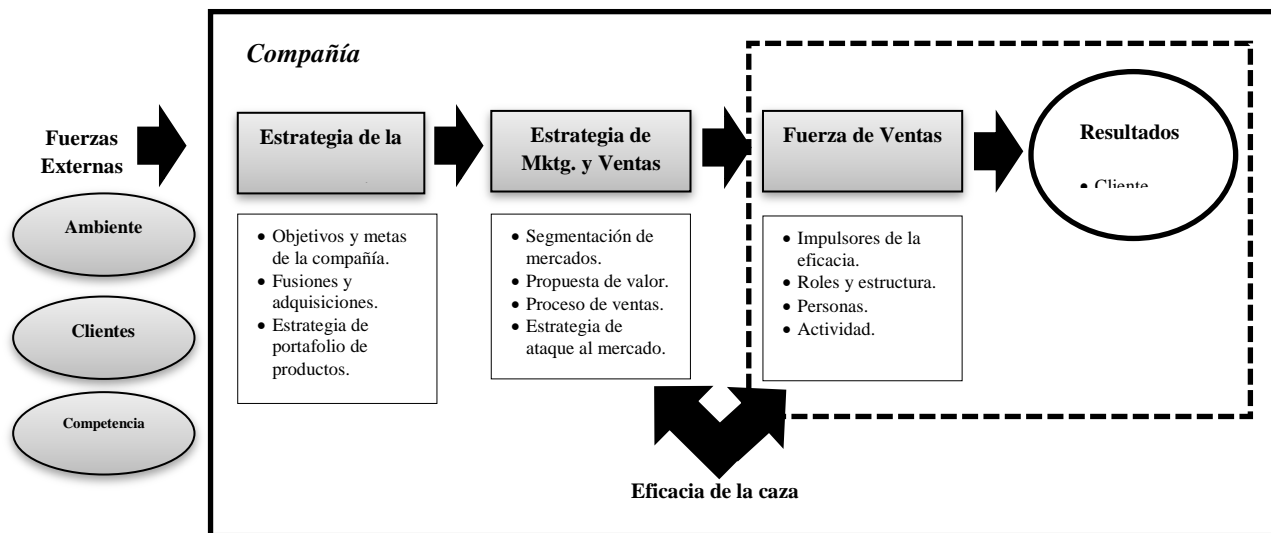 Compañía
Fuerzas
Externas
Ambiente
Clientes
Competencia
Estrategia de la
• Objetivos y metas
de la compañía.
• Fusiones y
adquisiciones.
• Estrategia de
portafolio de
productos.
Estrategia de
Mktg. y Ventas
• Segmentación de
mercados.
• Propuesta de valor.
• Proceso de ventas.
• Estrategia de
ataque al mercado.
Fuerza de Ventas
• Impulsores de la
eficacia.
• Roles y estructura.
• Personas.
• Actividad.
Resultados
• Cliente
Eficacia de la caza